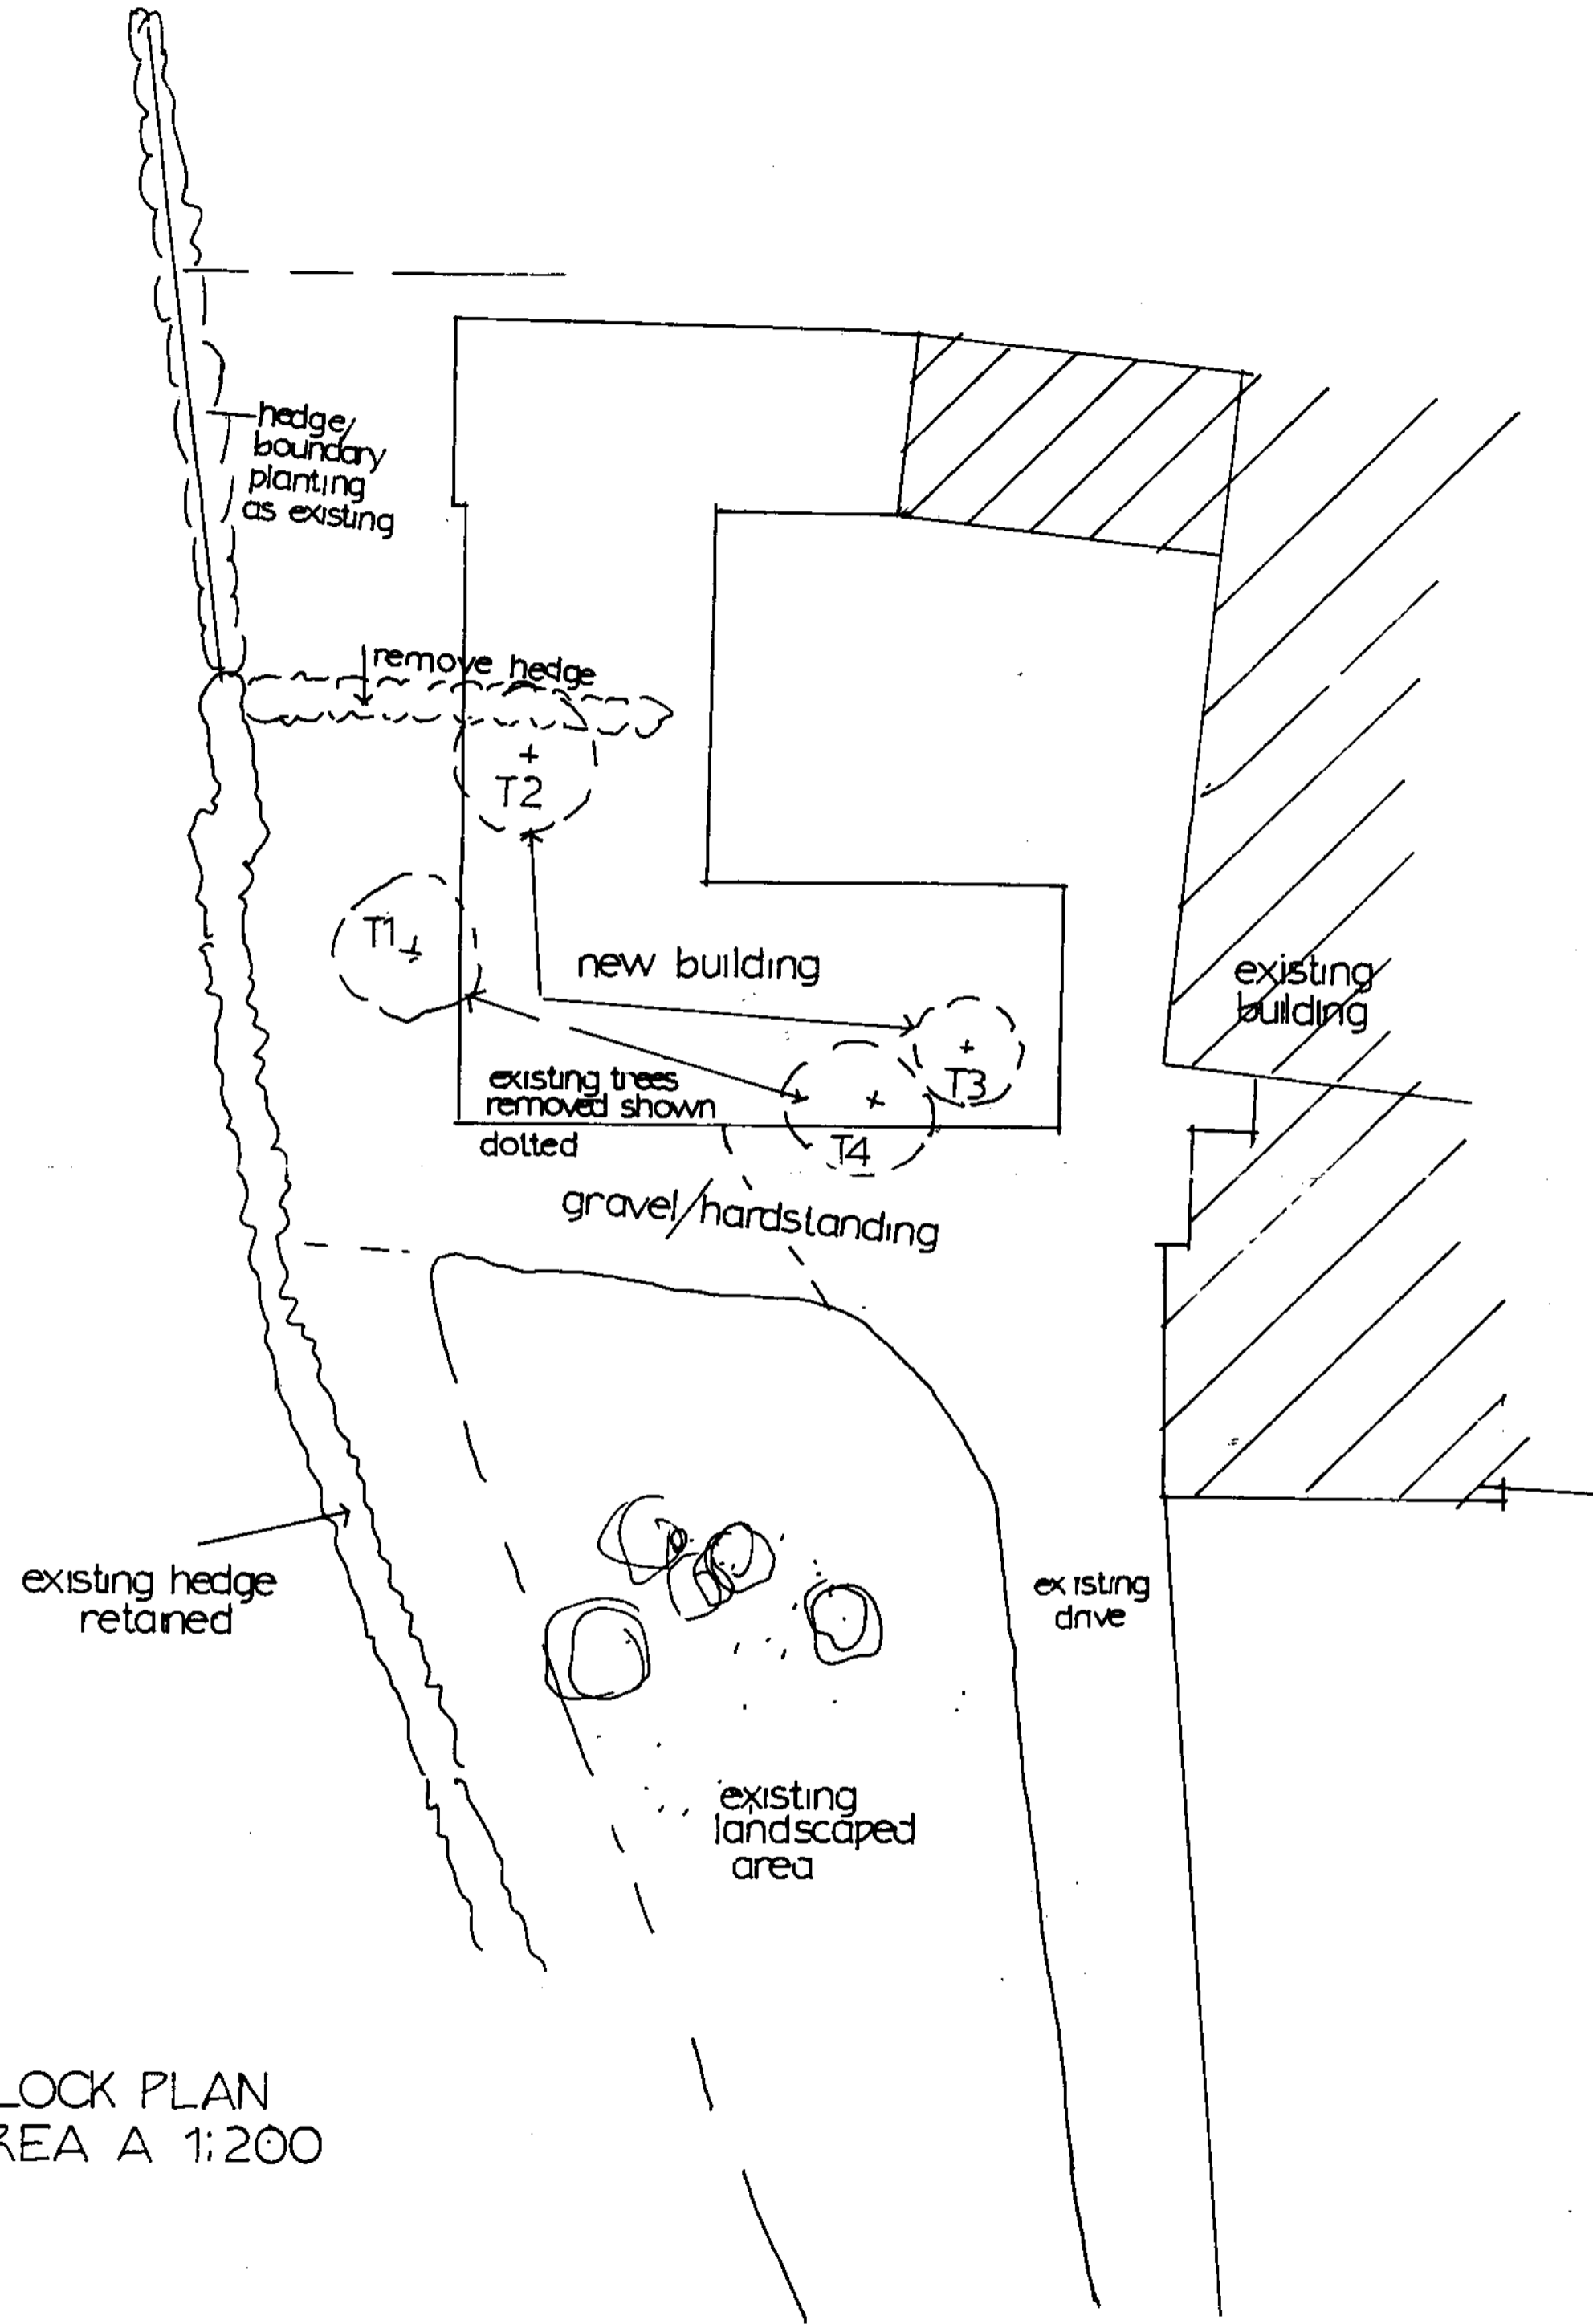 hedge/
boundary
planting
as existing
remove hedge
T2
T1
new building
existing
building
T3
existing trees
removed shown
dotted
T4
gravel/hardstanding
existing hedge
retained
existing
drive
existing
landscaped
area
LOCK PLAN
REA A 1:200